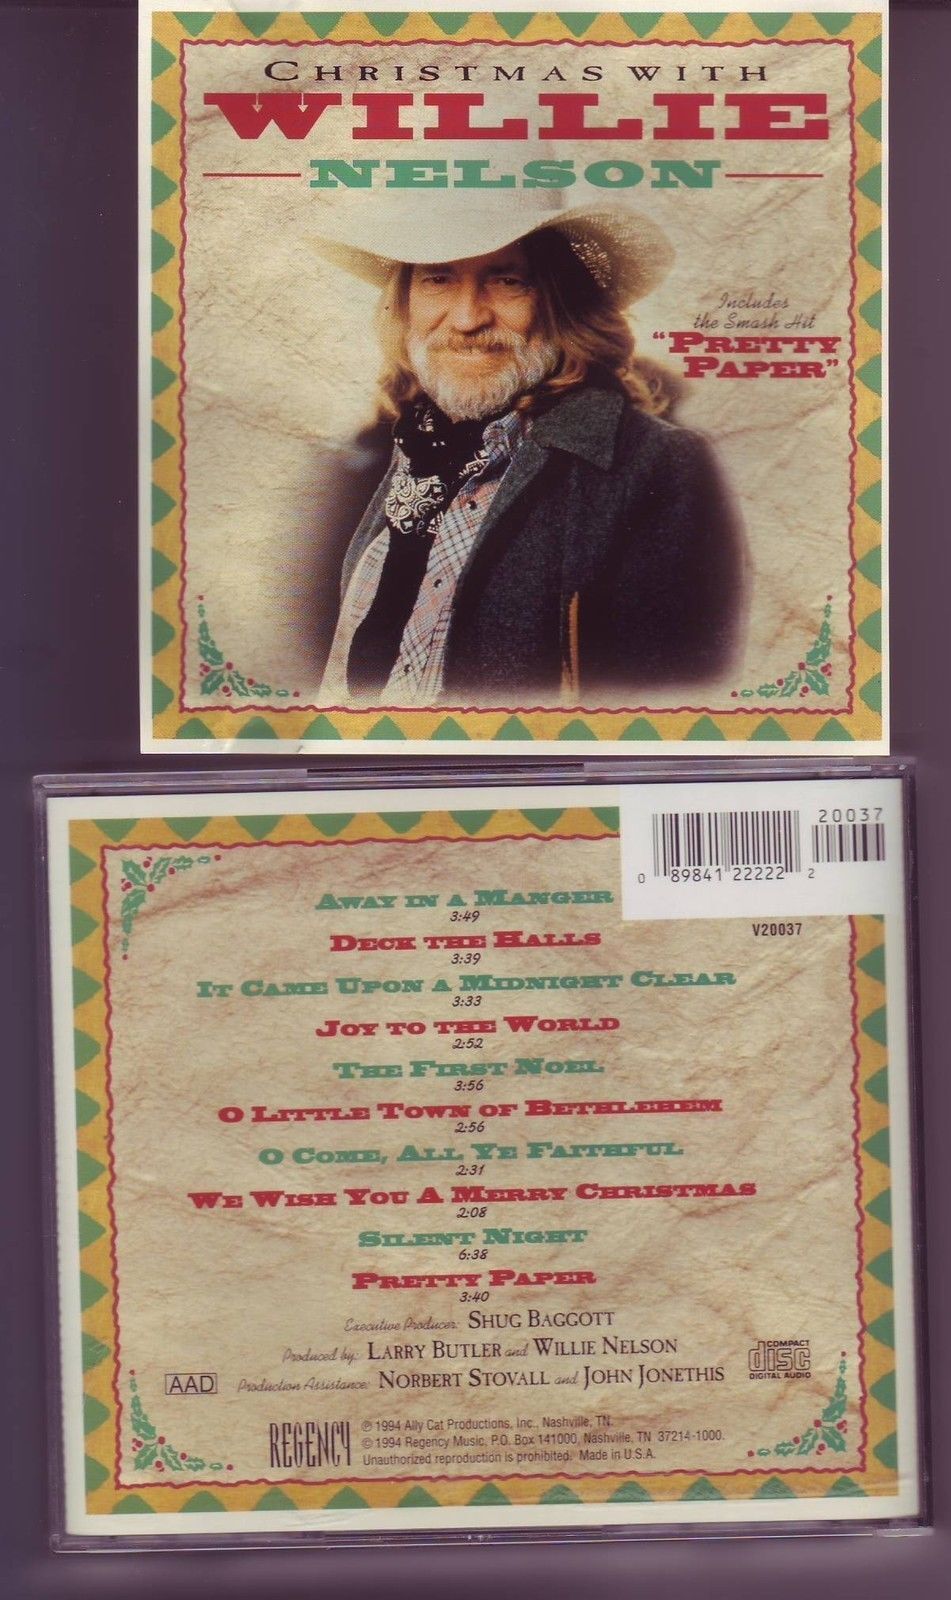 CHRISTMAS WITH
WILLIE
NELSON
Includes
the Smash Hit
"PRETTY
PAPER"
20037
0 89841 22222 2
V20037
AWAY IN A MANGER
3:49
DECK THE HALLS
3:39
IT CAME UPON A MIDNIGHT CLEAR
3:33
JOY TO THE WORLD
2:52
THE FIRST NOEL
3:56
O LITTLE TOWN OF BETHLEHEM
2:56
O COME, ALL YE FAITHFUL
2:31
WE WISH YOU A MERRY CHRISTMAS
2:08
SILENT NIGHT
6:38
PRETTY PAPER
3:40
Executive Producer: SHUG BAGGOTT
Produced by: LARRY BUTLER and WILLIE NELSON
Production Assistance: NORBERT STOVALL and JOHN JONETHIS
AAD
COMPACT
disc
DIGITAL AUDIO
REGENCY
℗ 1994 Ally Cat Productions, Inc., Nashville, TN.
© 1994 Regency Music, P.O. Box 141000, Nashville, TN 37214-1000.
Unauthorized reproduction is prohibited. Made in U.S.A.